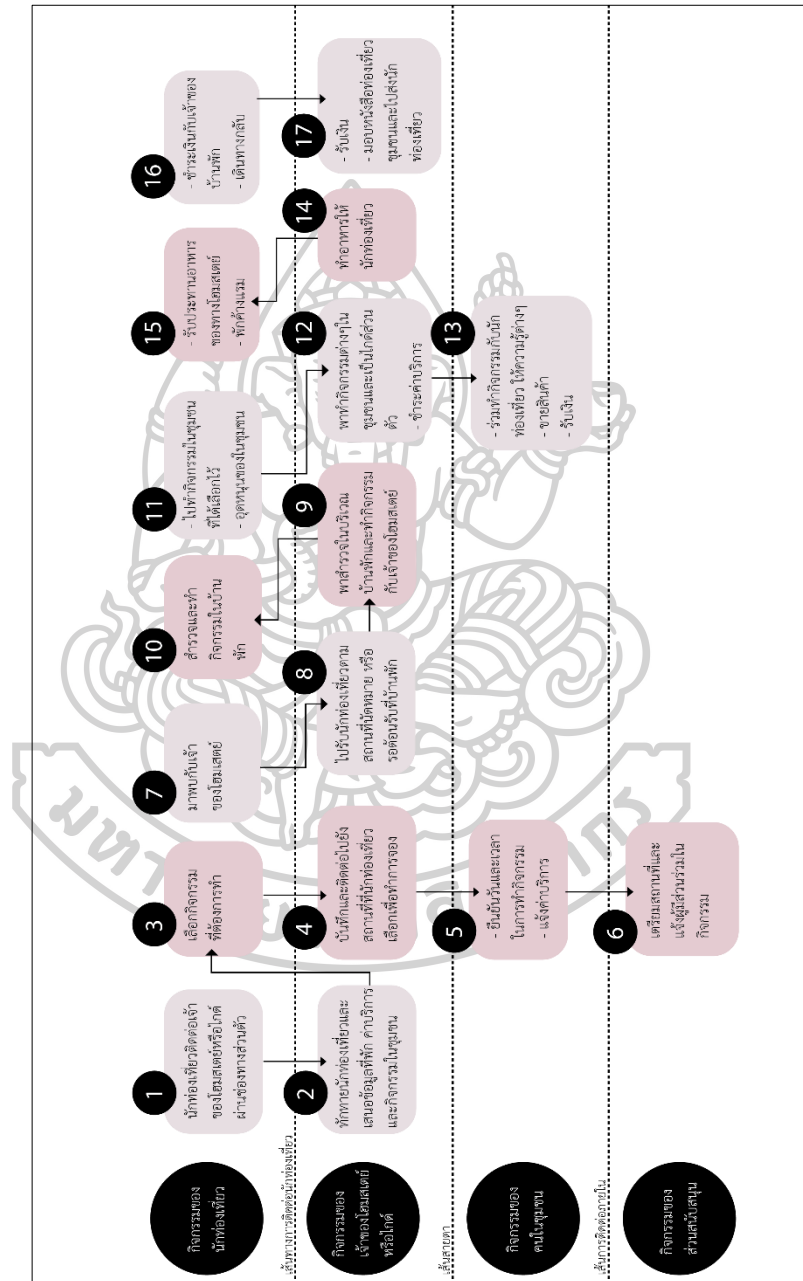 กิจกรรมของ
นักท่องเที่ยว
1
นักท่องเที่ยวติดต่อเจ้า
ของโฮมสเตย์หรือไกด์
ผ่านช่องทางส่วนตัว
3
เลือกกิจกรรม
ที่ต้องการทำ
7
มาพบกับเจ้า
ของโฮมสเตย์
10
สำรวจและทำ
กิจกรรมในบ้าน
พัก
11
- ไปทำกิจกรรมในชุมชน
ที่ได้เลือกไว้
- อุดหนุนของในชุมชน
15
- รับประทานอาหาร
ของทางโฮมสเตย์
- พักค้างแรม
16
- ชำระเงินกับเจ้าของ
บ้านพัก
- เดินทางกลับ
เส้นทางการติดต่อนักท่องเที่ยว
กิจกรรมของ
เจ้าของโฮมสเตย์
หรือไกด์
2
ทักทายนักท่องเที่ยวและ
เสนอข้อมูลที่พัก ค่าบริการ
และกิจกรรมในชุมชน
4
บันทึกและติดต่อไปยัง
สถานที่ที่นักท่องเที่ยว
เลือกเพื่อทำการจอง
8
ไปรับนักท่องเที่ยวตาม
สถานที่นัดหมาย หรือ
รอต้อนรับที่บ้านพัก
9
พาสำรวจในบริเวณ
บ้านพักและทำกิจกรรม
กับเจ้าของโฮมสเตย์
12
พาทำกิจกรรมต่างๆใน
ชุมชนและเป็นไกด์ส่วน
ตัว
- ชำระค่าบริการ
14
ทำอาหารให้
นักท่องเที่ยว
17
- รับเงิน
- มอบหนังสือท่องเที่ยว
ชุมชนและไปส่งนัก
ท่องเที่ยว
เส้นสายตา
กิจกรรมของ
คนในชุมชน
5
- ยืนยันวันและเวลา
ในการทำกิจกรรม
- แจ้งค่าบริการ
13
- ร่วมทำกิจกรรมกับนัก
ท่องเที่ยว ให้ความรู้ต่างๆ
- ขายสินค้า
- รับเงิน
เส้นการติดต่อภายใน
กิจกรรมของ
ส่วนสนับสนุน
6
เตรียมสถานที่และ
แจ้งผู้มีส่วนร่วมใน
กิจกรรม